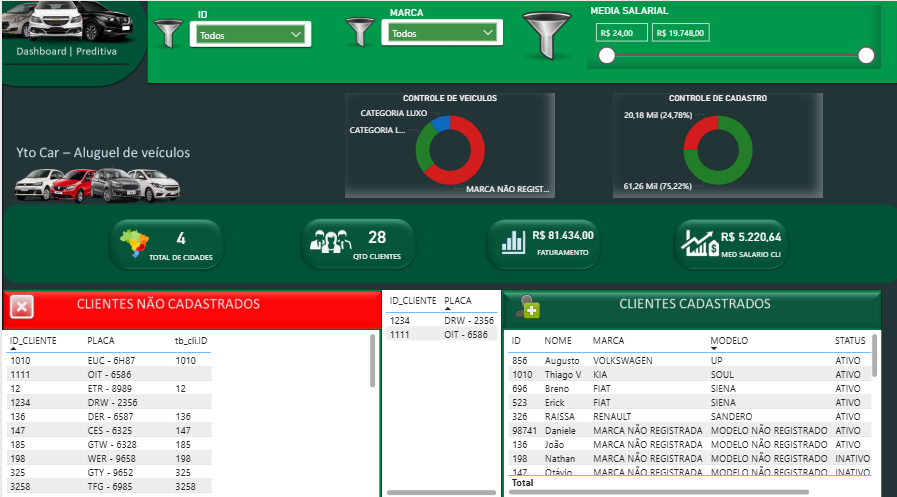 ID
MARCA
MEDIA SALARIAL
Todos
Todos
R$ 24,00
R$ 19.748,00
Dashboard | Preditiva
CONTROLE DE VEICULOS
CATEGORIA LUXO
CATEGORIA L...
MARCA NÃO REGIST...
CONTROLE DE CADASTRO
20,18 Mil (24,78%)
61,26 Mil (75,22%)
Yto Car – Aluguel de veículos
4
TOTAL DE CIDADES
28
QTD CLIENTES
R$ 81.434,00
FATURAMENTO
R$ 5.220,64
MED SALARIO CLI
CLIENTES NÃO CADASTRADOS
ID_CLIENTE PLACA tb_cli.ID
1010 EUC - 6H87 1010
1111 OIT - 6586
12 ETR - 8989 12
1234 DRW - 2356
136 DER - 6587 136
147 CES - 6325 147
185 GTW - 6328 185
198 WER - 9658 198
325 GTY - 9652 325
3258 TFG - 6985 3258
ID_CLIENTE PLACA
1234 DRW - 2356
1111 OIT - 6586
CLIENTES CADASTRADOS
ID NOME MARCA MODELO STATUS
856 Augusto VOLKSWAGEN UP ATIVO
1010 Thiago V KIA SOUL ATIVO
696 Breno FIAT SIENA ATIVO
523 Erick FIAT SIENA ATIVO
326 RAISSA RENAULT SANDERO ATIVO
98741 Daniele MARCA NÃO REGISTRADA MODELO NÃO REGISTRADO ATIVO
136 João MARCA NÃO REGISTRADA MODELO NÃO REGISTRADO ATIVO
198 Nathan MARCA NÃO REGISTRADA MODELO NÃO REGISTRADO INATIVO
147 Otávio MARCA NÃO REGISTRADA MODELO NÃO REGISTRADO INATIVO
Total